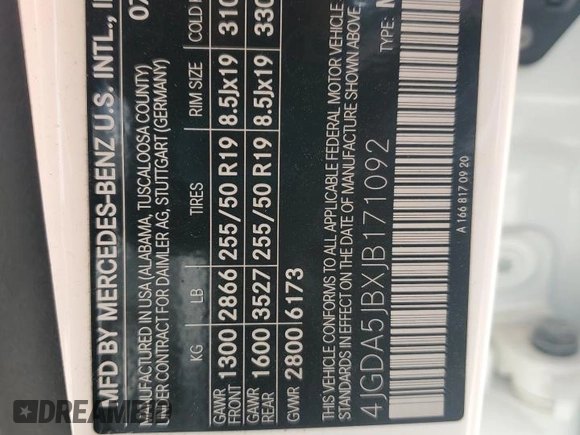 MFD BY MERCEDES-BENZ U.S. INTL., I
07
MANUFACTURED IN USA (ALABAMA, TUSCALOOSA COUNTY)
UNDER CONTRACT FOR DAIMLER AG, STUTTGART (GERMANY)
KG LB TIRES RIM SIZE COLD
GAWR FRONT 1300 2866 255/50 R19 8.5Jx19 310
GAWR REAR 1600 3527 255/50 R19 8.5Jx19 330
GVWR 2800 6173
THIS VEHICLE CONFORMS TO ALL APPLICABLE FEDERAL MOTOR VEHICLE
STANDARDS IN EFFECT ON THE DATE OF MANUFACTURE SHOWN ABOVE.
4JGDA5JBXJB171092
TYPE: M
A 166 817 09 20
DREAMBID